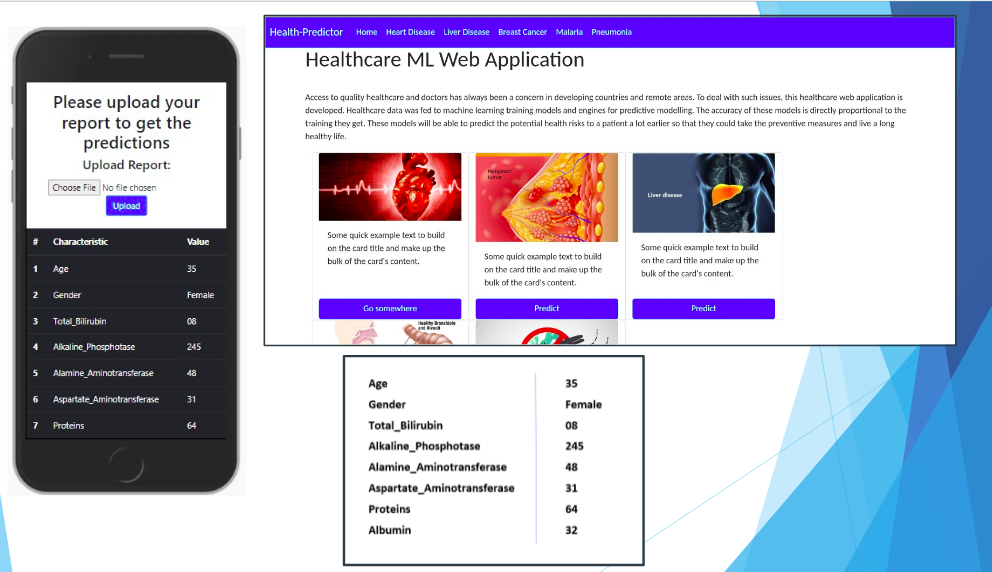 Please upload your
report to get the
predictions
Upload Report:
Choose File No file chosen
Upload
# Characteristic Value
1 Age 35
2 Gender Female
3 Total_Bilirubin 08
4 Alkaline_Phosphotase 245
5 Alamine_Aminotransferase 48
6 Aspartate_Aminotransferase 31
7 Proteins 64
Health-Predictor Home Heart Disease Liver Disease Breast Cancer Malaria Pneumonia
Healthcare ML Web Application
Access to quality healthcare and doctors has always been a concern in developing countries and remote areas. To deal with such issues, this healthcare web application is
developed. Healthcare data was fed to machine learning training models and engines for predictive modelling. The accuracy of these models is directly proportional to the
training they get. These models will be able to predict the potential health risks to a patient a lot earlier so that they could take the preventive measures and live a long
healthy life.
Some quick example text to build
on the card title and make up the
bulk of the card's content.
Go somewhere
Malignant
tumor
Some quick example text to build
on the card title and make up the
bulk of the card's content.
Predict
Liver disease
Some quick example text to build
on the card title and make up the
bulk of the card's content.
Predict
Healthy Bronchiole
and Alveoli
Age 35
Gender Female
Total_Bilirubin 08
Alkaline_Phosphotase 245
Alamine_Aminotransferase 48
Aspartate_Aminotransferase 31
Proteins 64
Albumin 32